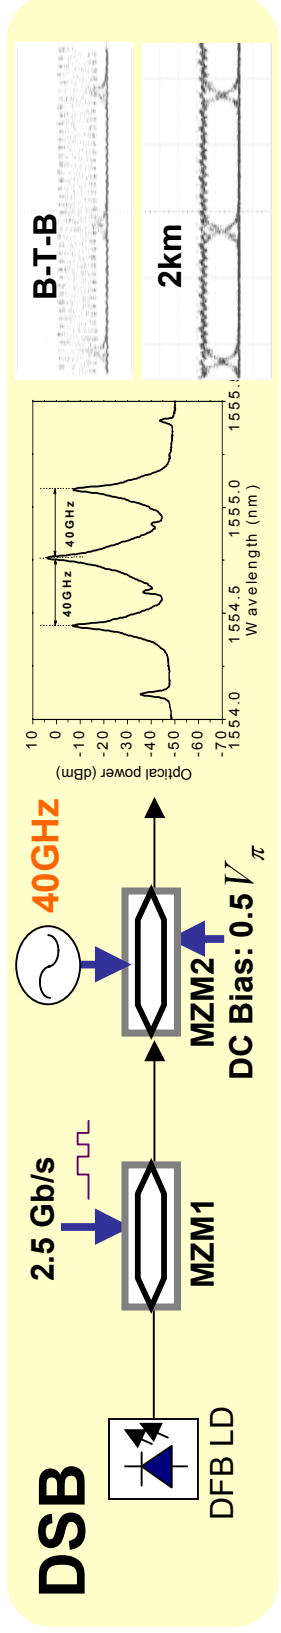 DSB
DFB LD
2.5 Gb/s
MZM1
40GHz
MZM2
DC Bias: 0.5 Vπ
Optical power (dBm)
10
0
-10
-20
-30
-40
-50
-60
-70
40GHz
40GHz
1554.0
1554.5
1555.0
1555.
Wavelength (nm)
B-T-B
2km